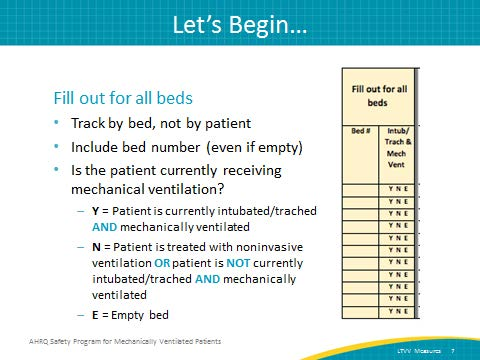 Let's Begin...
Fill out for all beds
• Track by bed, not by patient
• Include bed number (even if empty)
• Is the patient currently receiving
mechanical ventilation?
– Y = Patient is currently intubated/trached
AND mechanically ventilated
– N = Patient is treated with noninvasive
ventilation OR patient is NOT currently
intubated/trached AND mechanically
ventilated
– E = Empty bed
Fill out for all
beds
Bed #
Intub/
Trach &
Mech
Vent
Y N E
Y N E
Y N E
Y N E
Y N E
Y N E
Y N E
Y N E
Y N E
Y N E
Y N E
AHRQ Safety Program for Mechanically Ventilated Patients
LTVV Measures 7